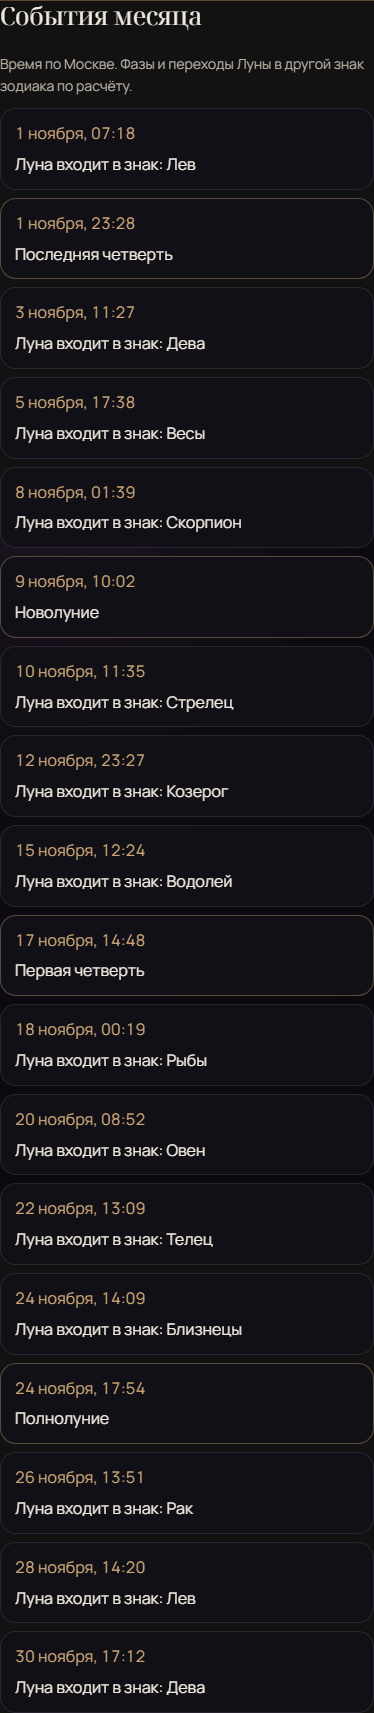 События месяца
Время по Москве. Фазы и переходы Луны в другой знак
зодиака по расчёту.
1 ноября, 07:18
Луна входит в знак: Лев
1 ноября, 23:28
Последняя четверть
3 ноября, 11:27
Луна входит в знак: Дева
5 ноября, 17:38
Луна входит в знак: Весы
8 ноября, 01:39
Луна входит в знак: Скорпион
9 ноября, 10:02
Новолуние
10 ноября, 11:35
Луна входит в знак: Стрелец
12 ноября, 23:27
Луна входит в знак: Козерог
15 ноября, 12:24
Луна входит в знак: Водолей
17 ноября, 14:48
Первая четверть
18 ноября, 00:19
Луна входит в знак: Рыбы
20 ноября, 08:52
Луна входит в знак: Овен
22 ноября, 13:09
Луна входит в знак: Телец
24 ноября, 14:09
Луна входит в знак: Близнецы
24 ноября, 17:54
Полнолуние
26 ноября, 13:51
Луна входит в знак: Рак
28 ноября, 14:20
Луна входит в знак: Лев
30 ноября, 17:12
Луна входит в знак: Дева